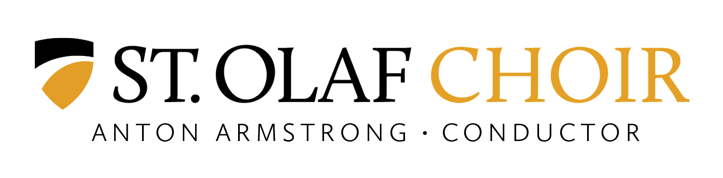 ST. OLAF CHOIR
ANTON ARMSTRONG · CONDUCTOR